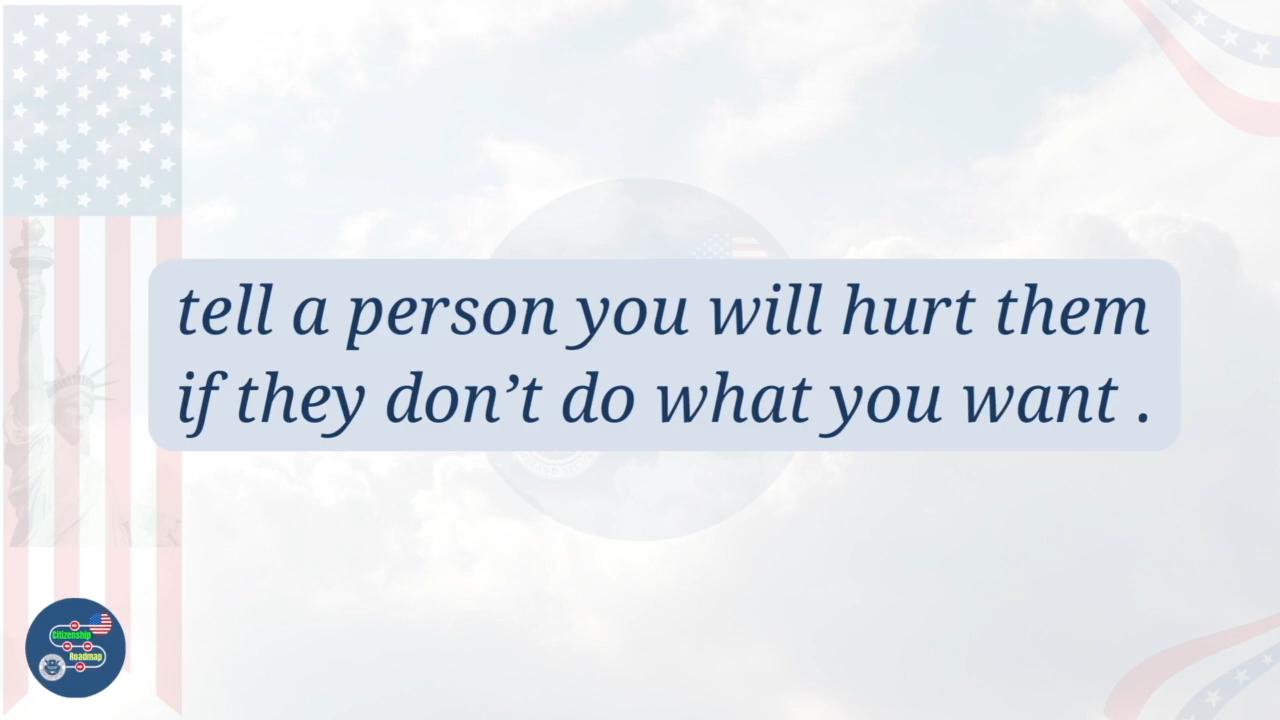 tell a person you will hurt them
if they don’t do what you want .
Citizenship
Roadmap